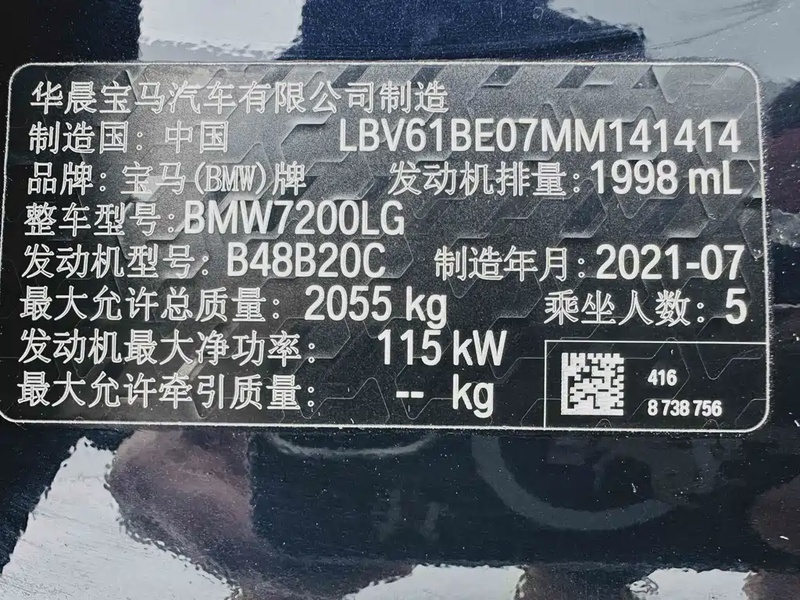 华晨宝马汽车有限公司制造
制造国：中国 LBV61BE07MM141414
品牌：宝马(BMW)牌 发动机排量：1998 mL
整车型号：BMW7200LG
发动机型号：B48B20C 制造年月：2021-07
最大允许总质量：2055 kg 乘坐人数：5
发动机最大净功率：115 kW
最大允许牵引质量：-- kg
416
8 738 756